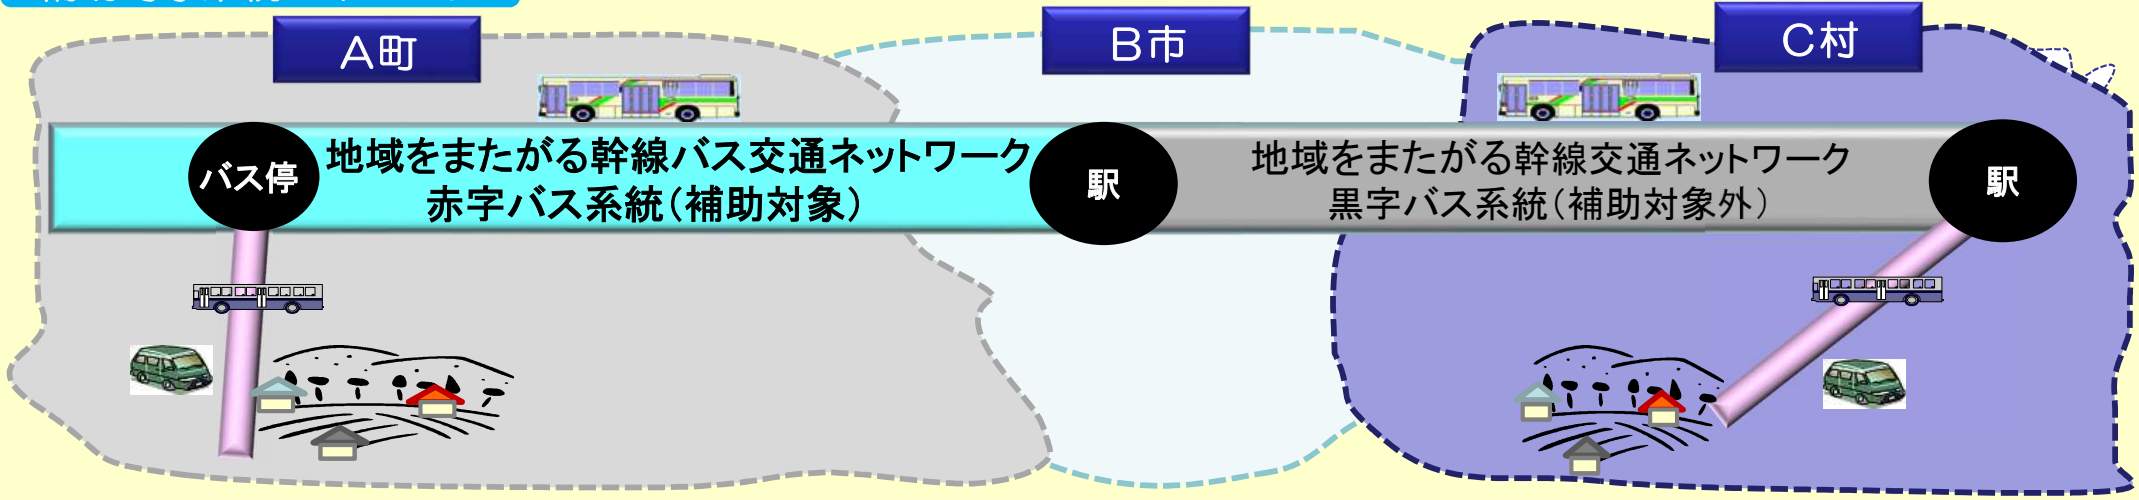 A町
B市
C村
バス停
地域をまたがる幹線バス交通ネットワーク
赤字バス系統（補助対象）
駅
地域をまたがる幹線交通ネットワーク
黒字バス系統（補助対象外）
駅